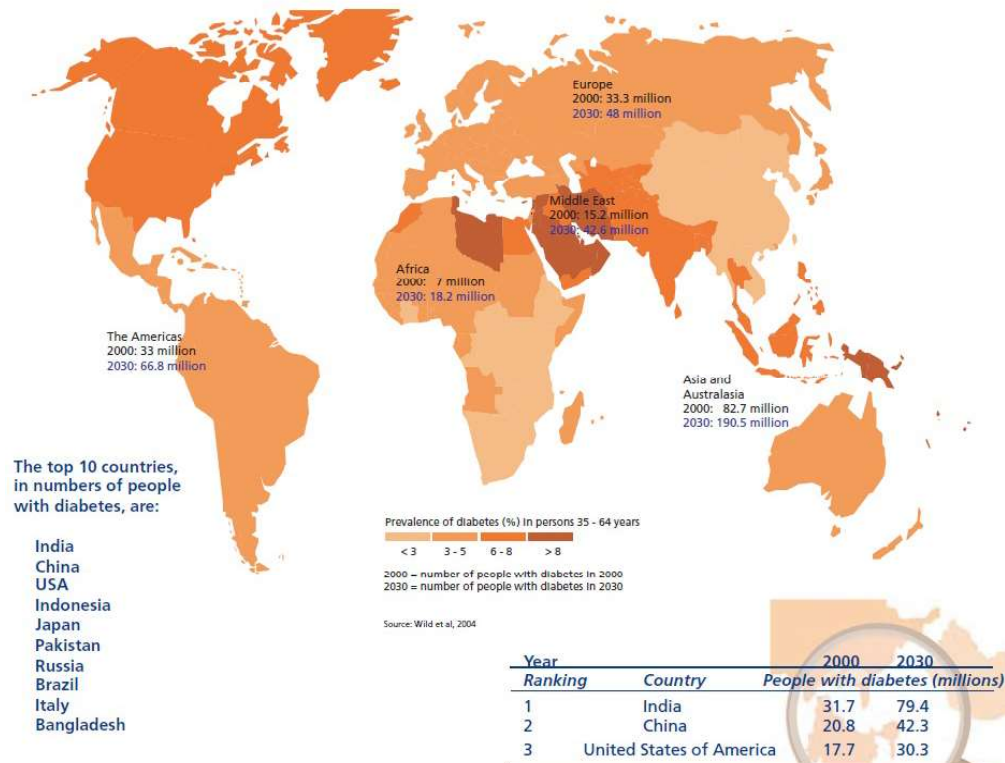 Europe
2000: 33.3 million
2030: 48 million
Middle East
2000: 15.2 million
2030: 42.6 million
Africa
2000: 7 million
2030: 18.2 million
The Americas
2000: 33 million
2030: 66.8 million
Asia and
Australasia
2000: 82.7 million
2030: 190.5 million
The top 10 countries,
in numbers of people
with diabetes, are:
India
China
USA
Indonesia
Japan
Pakistan
Russia
Brazil
Italy
Bangladesh
Prevalence of diabetes (%) in persons 35 - 64 years
< 3 3 - 5 6 - 8 > 8
2000 = number of people with diabetes in 2000
2030 = number of people with diabetes in 2030
Source: Wild et al, 2004
Year 2000 2030
Ranking Country People with diabetes (millions)
1 India 31.7 79.4
2 China 20.8 42.3
3 United States of America 17.7 30.3